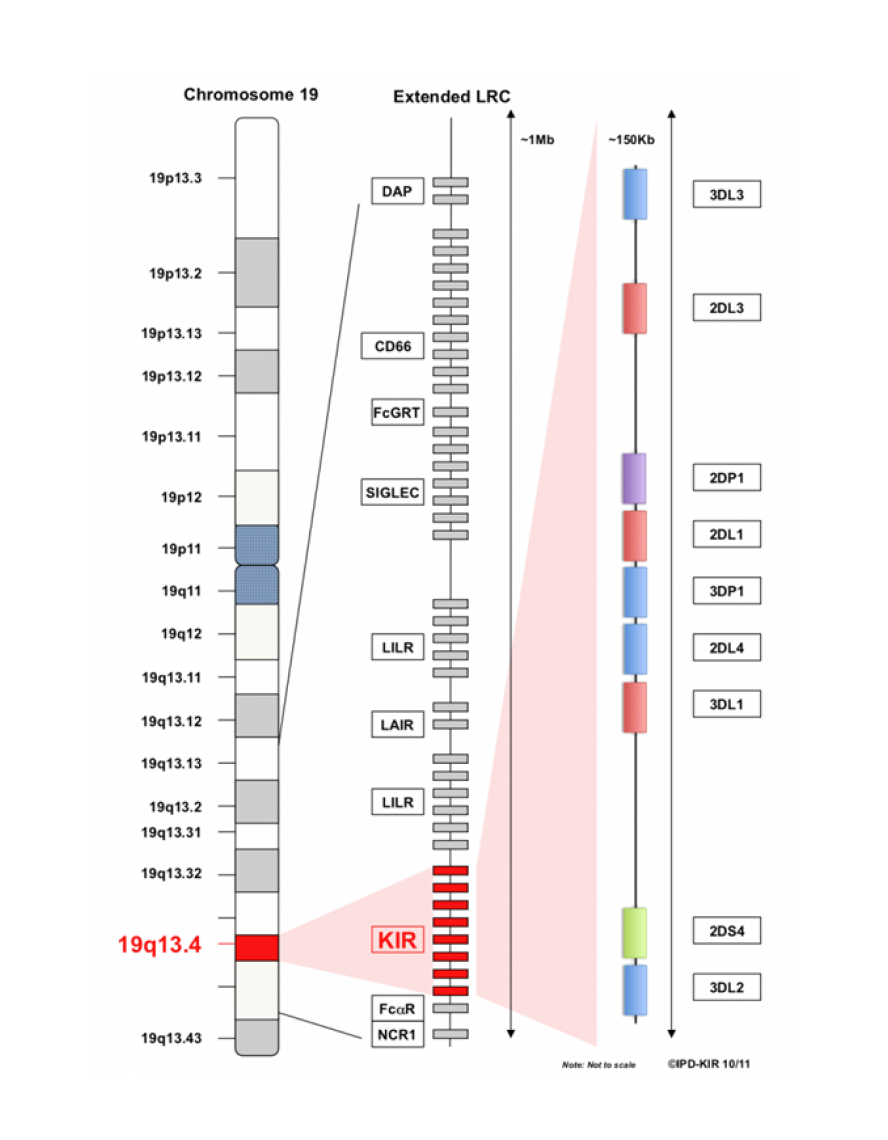 Chromosome 19
Extended LRC
~1Mb
~150Kb
19p13.3
19p13.2
19p13.13
19p13.12
19p13.11
19p12
19p11
19q11
19q12
19q13.11
19q13.12
19q13.13
19q13.2
19q13.31
19q13.32
19q13.4
19q13.43
DAP
CD66
FcGRT
SIGLEC
LILR
LAIR
LILR
KIR
FcαR
NCR1
3DL3
2DL3
2DP1
2DL1
3DP1
2DL4
3DL1
2DS4
3DL2
Note: Not to scale
©IPD-KIR 10/11